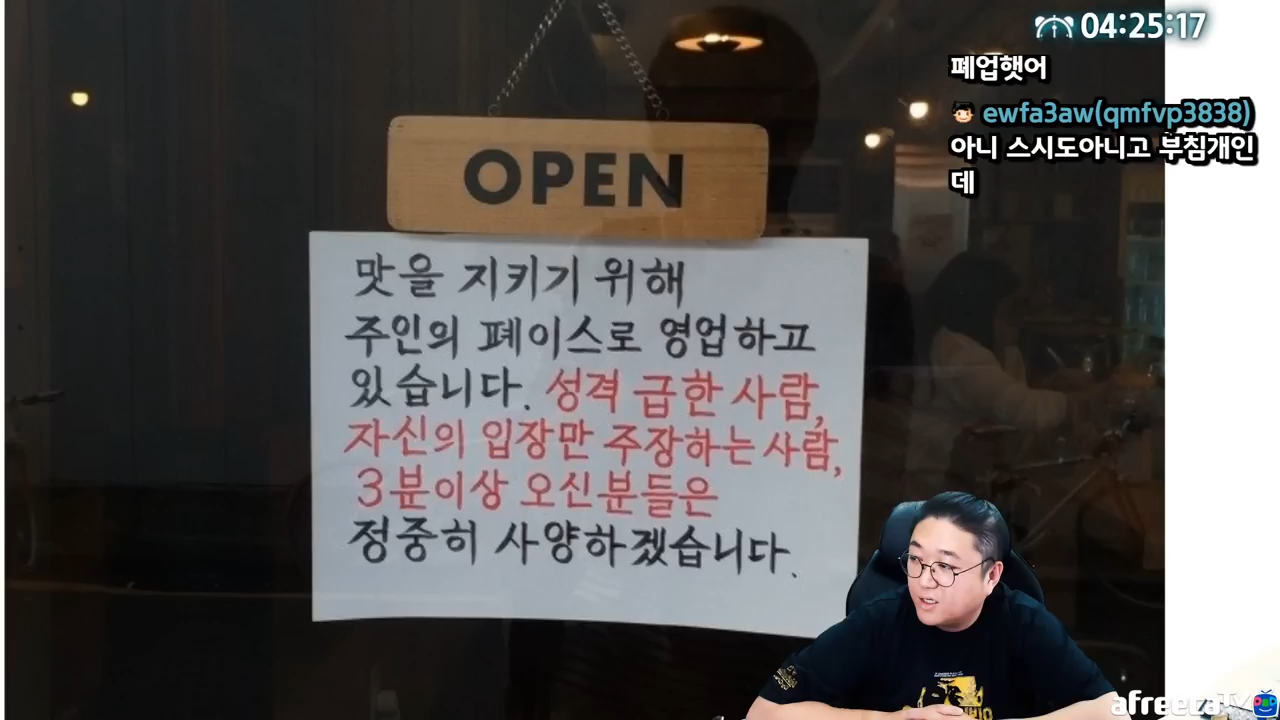 04:25:17
폐업햇어
ewfa3aw(qmfvp3838)
아니 스시도아니고 부침개인
데
OPEN
맛을 지키기 위해
주인의 페이스로 영업하고
있습니다. 성격 급한 사람,
자신의 입장만 주장하는 사람,
3분이상 오신분들은
정중히 사양하겠습니다.
afreecaTV